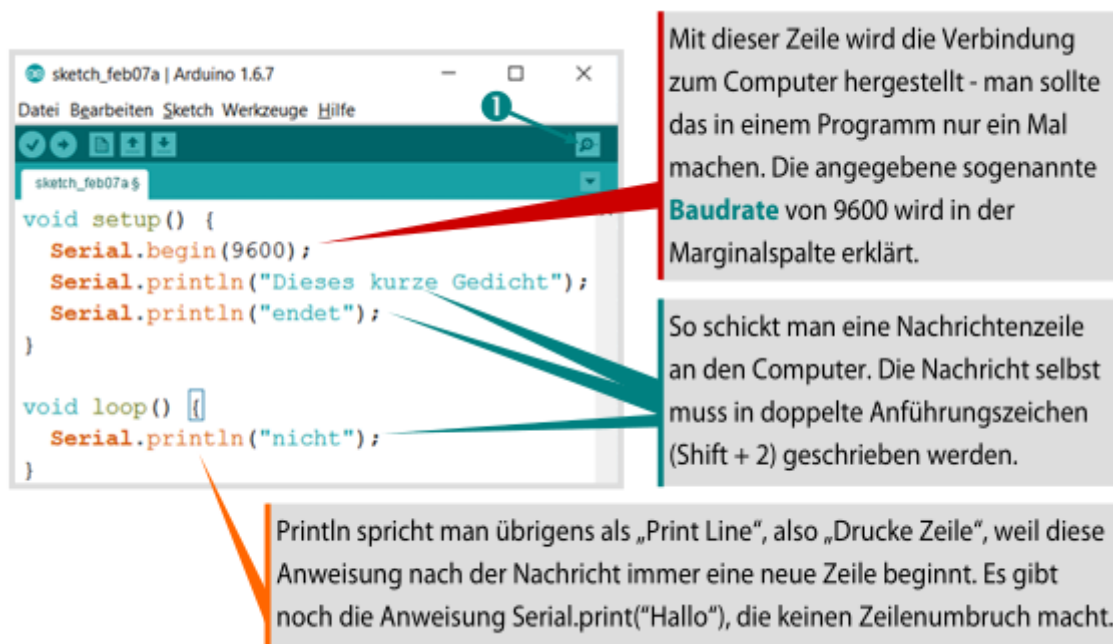 sketch_feb07a | Arduino 1.6.7
Datei Bearbeiten Sketch Werkzeuge Hilfe
1
sketch_feb07a §
void setup() {
Serial.begin(9600);
Serial.println("Dieses kurze Gedicht");
Serial.println("endet");
}
void loop() {
Serial.println("nicht");
}
Mit dieser Zeile wird die Verbindung
zum Computer hergestellt - man sollte
das in einem Programm nur ein Mal
machen. Die angegebene sogenannte
Baudrate von 9600 wird in der
Marginalspalte erklärt.
So schickt man eine Nachrichtenzeile
an den Computer. Die Nachricht selbst
muss in doppelte Anführungszeichen
(Shift + 2) geschrieben werden.
Println spricht man übrigens als „Print Line“, also „Drucke Zeile“, weil diese
Anweisung nach der Nachricht immer eine neue Zeile beginnt. Es gibt
noch die Anweisung Serial.print(“Hallo“), die keinen Zeilenumbruch macht.